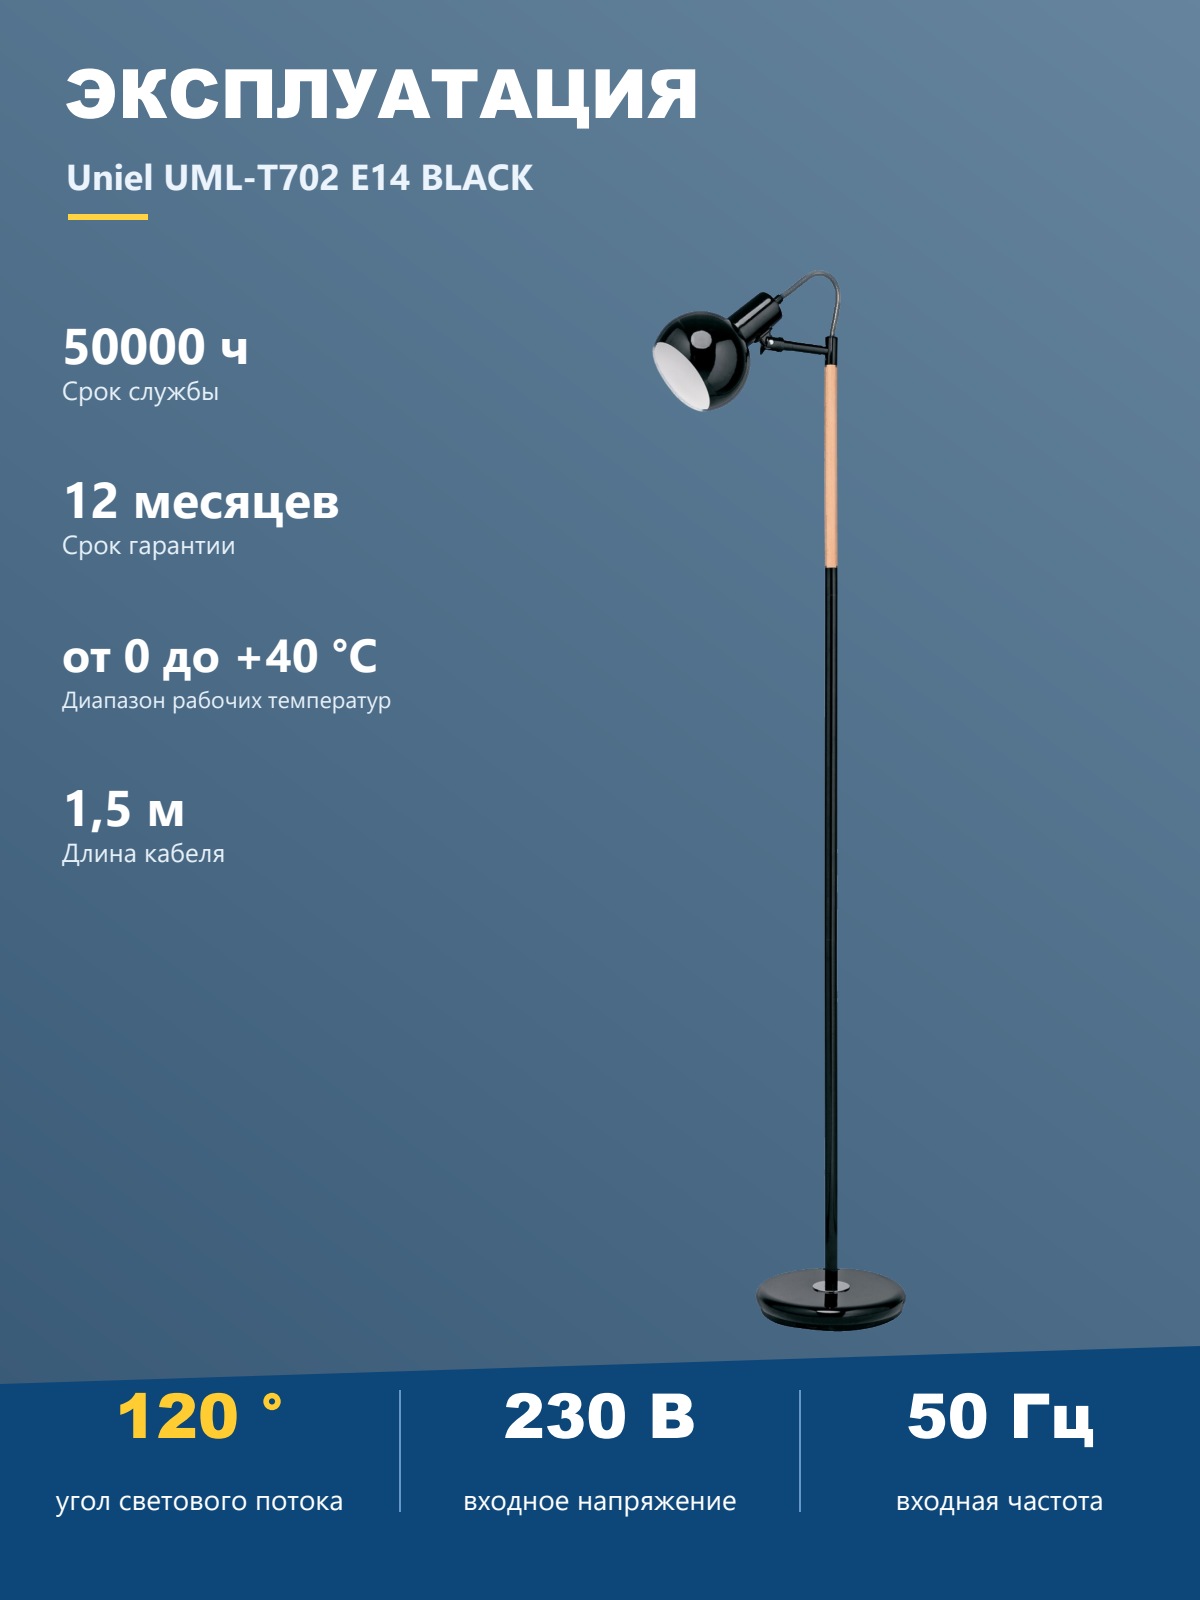 ЭКСПЛУАТАЦИЯ
Uniel UML-T702 E14 BLACK
50000 ч
Срок службы
12 месяцев
Срок гарантии
от 0 до +40 °C
Диапазон рабочих температур
1,5 м
Длина кабеля
120 °
угол светового потока
230 В
входное напряжение
50 Гц
входная частота